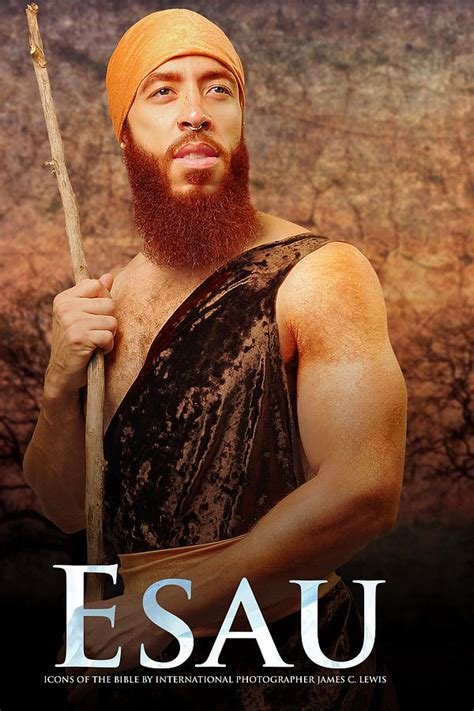 ESAU
ICONS OF THE BIBLE BY INTERNATIONAL PHOTOGRAPHER JAMES C. LEWIS